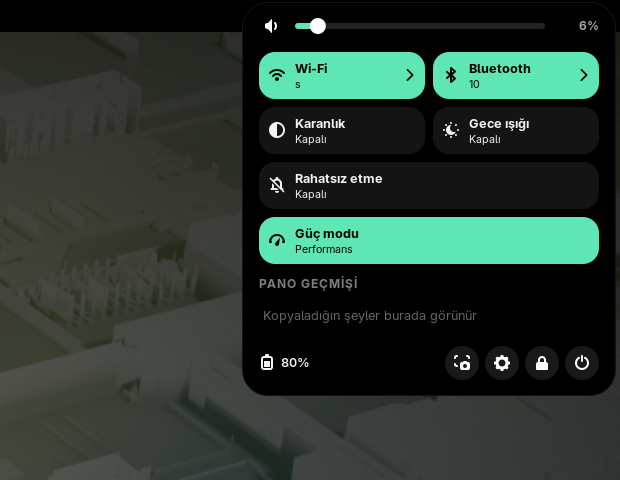 6%
Wi-Fi
s
Bluetooth
10
Karanlık
Kapalı
Gece ışığı
Kapalı
Rahatsız etme
Kapalı
Güç modu
Performans
PANO GEÇMİŞİ
Kopyaladığın şeyler burada görünür
80%